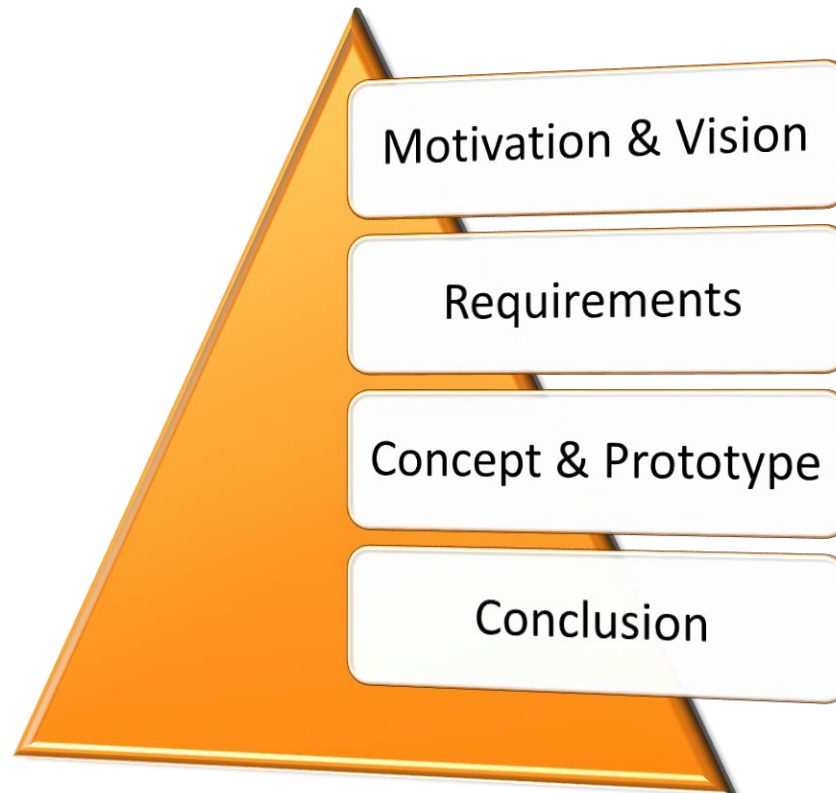 Motivation & Vision
Requirements
Concept & Prototype
Conclusion